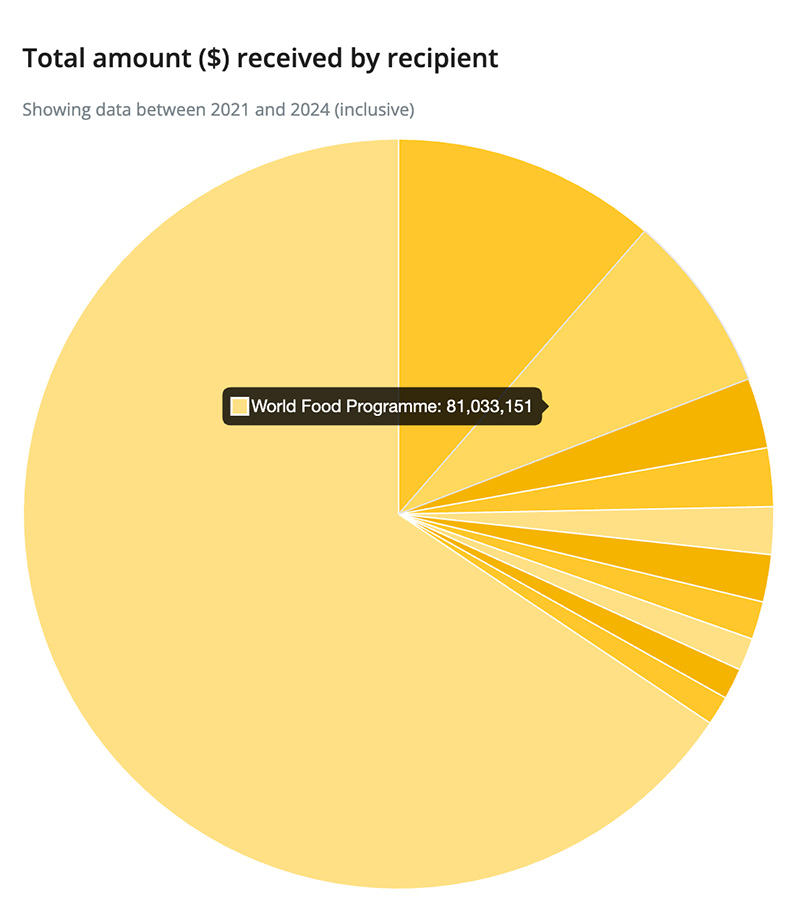 Total amount ($) received by recipient
Showing data between 2021 and 2024 (inclusive)
World Food Programme: 81,033,151